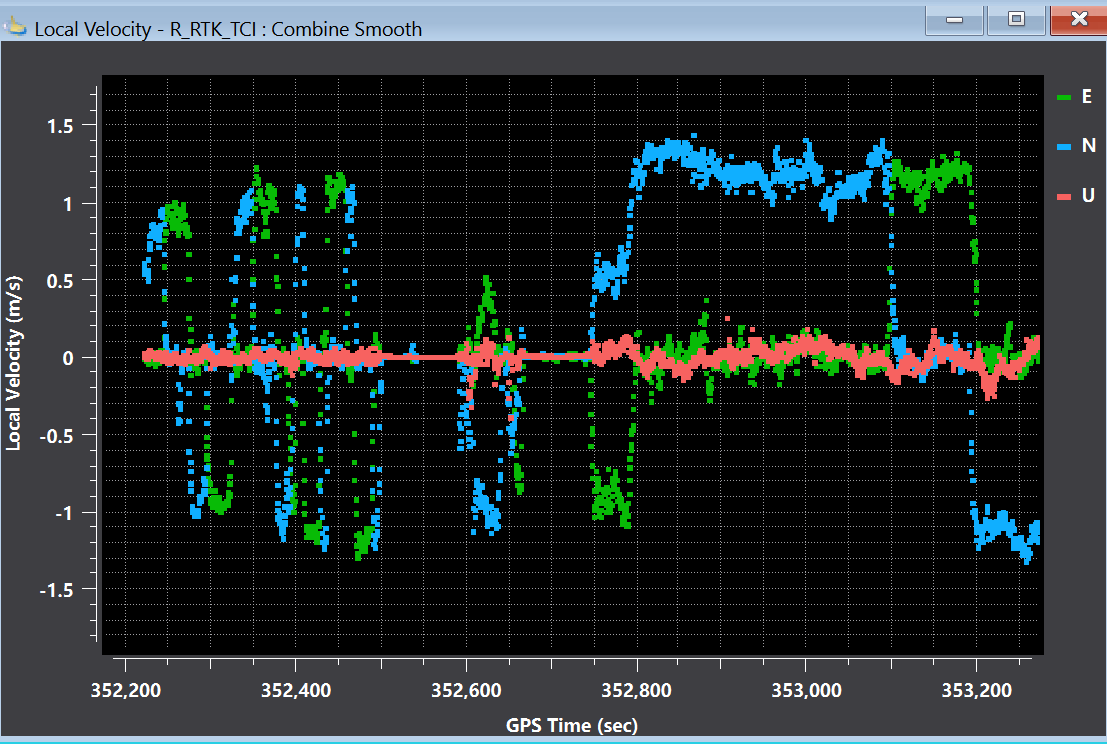 Local Velocity - R_RTK_TCI : Combine Smooth
E
N
U
Local Velocity (m/s)
1.5
1
0.5
0
-0.5
-1
-1.5
352,200
352,400
352,600
352,800
353,000
353,200
GPS Time (sec)